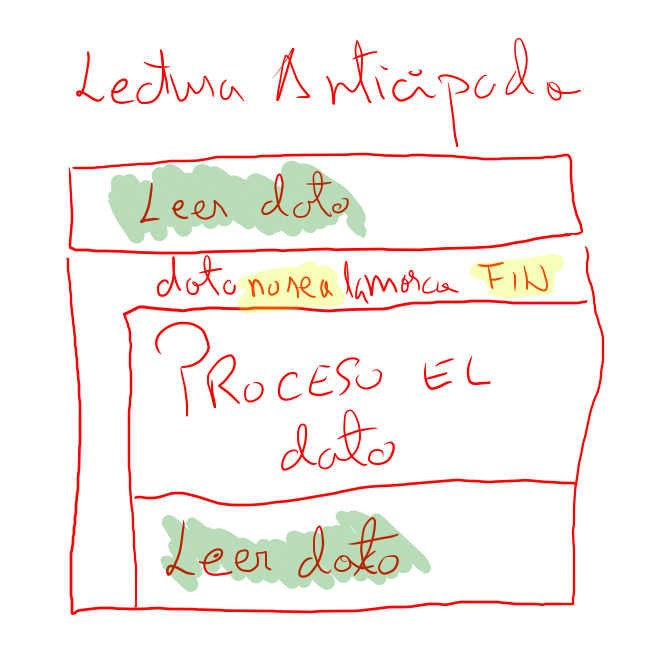 Lectura Anticipada
Leer dato
dato no sea la marca FIN
PROCESO EL
dato
Leer dato